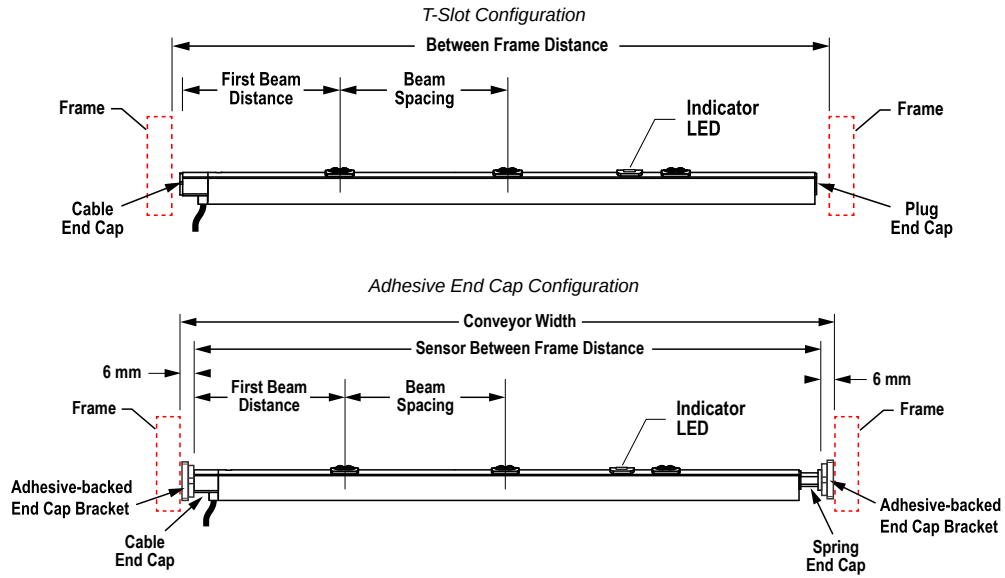 T-Slot Configuration
Between Frame Distance
First Beam
Distance
Beam
Spacing
Indicator
LED
Frame
Frame
Cable
End Cap
Plug
End Cap
Adhesive End Cap Configuration
Conveyor Width
Sensor Between Frame Distance
6 mm
6 mm
First Beam
Distance
Beam
Spacing
Indicator
LED
Frame
Frame
Adhesive-backed
End Cap Bracket
Cable
End Cap
Spring
End Cap
Adhesive-backed
End Cap Bracket